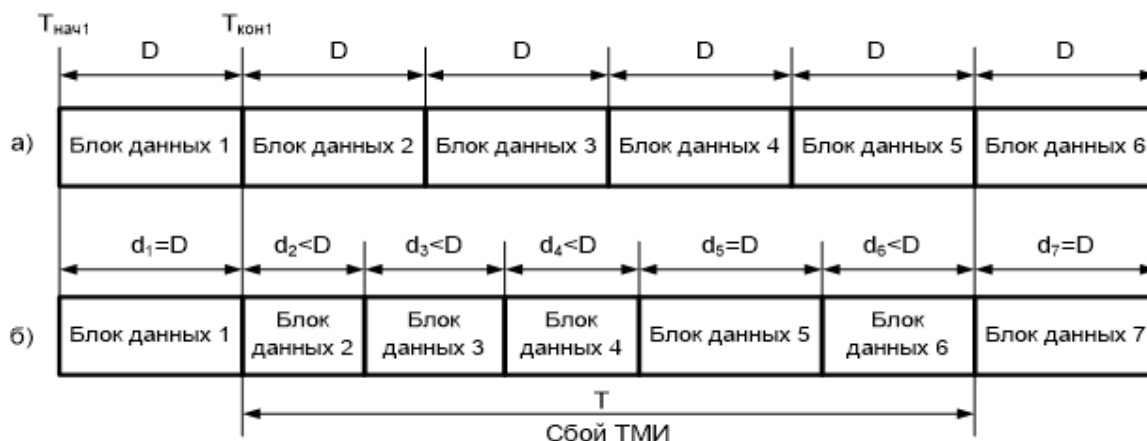 Tнач1 Tкон1
D D D D D D
а) Блок данных 1 Блок данных 2 Блок данных 3 Блок данных 4 Блок данных 5 Блок данных 6
d₁=D d₂<D d₃<D d₄<D d₅=D d₆<D d₇=D
б) Блок данных 1 Блок данных 2 Блок данных 3 Блок данных 4 Блок данных 5 Блок данных 6 Блок данных 7
T
Сбой ТМИ